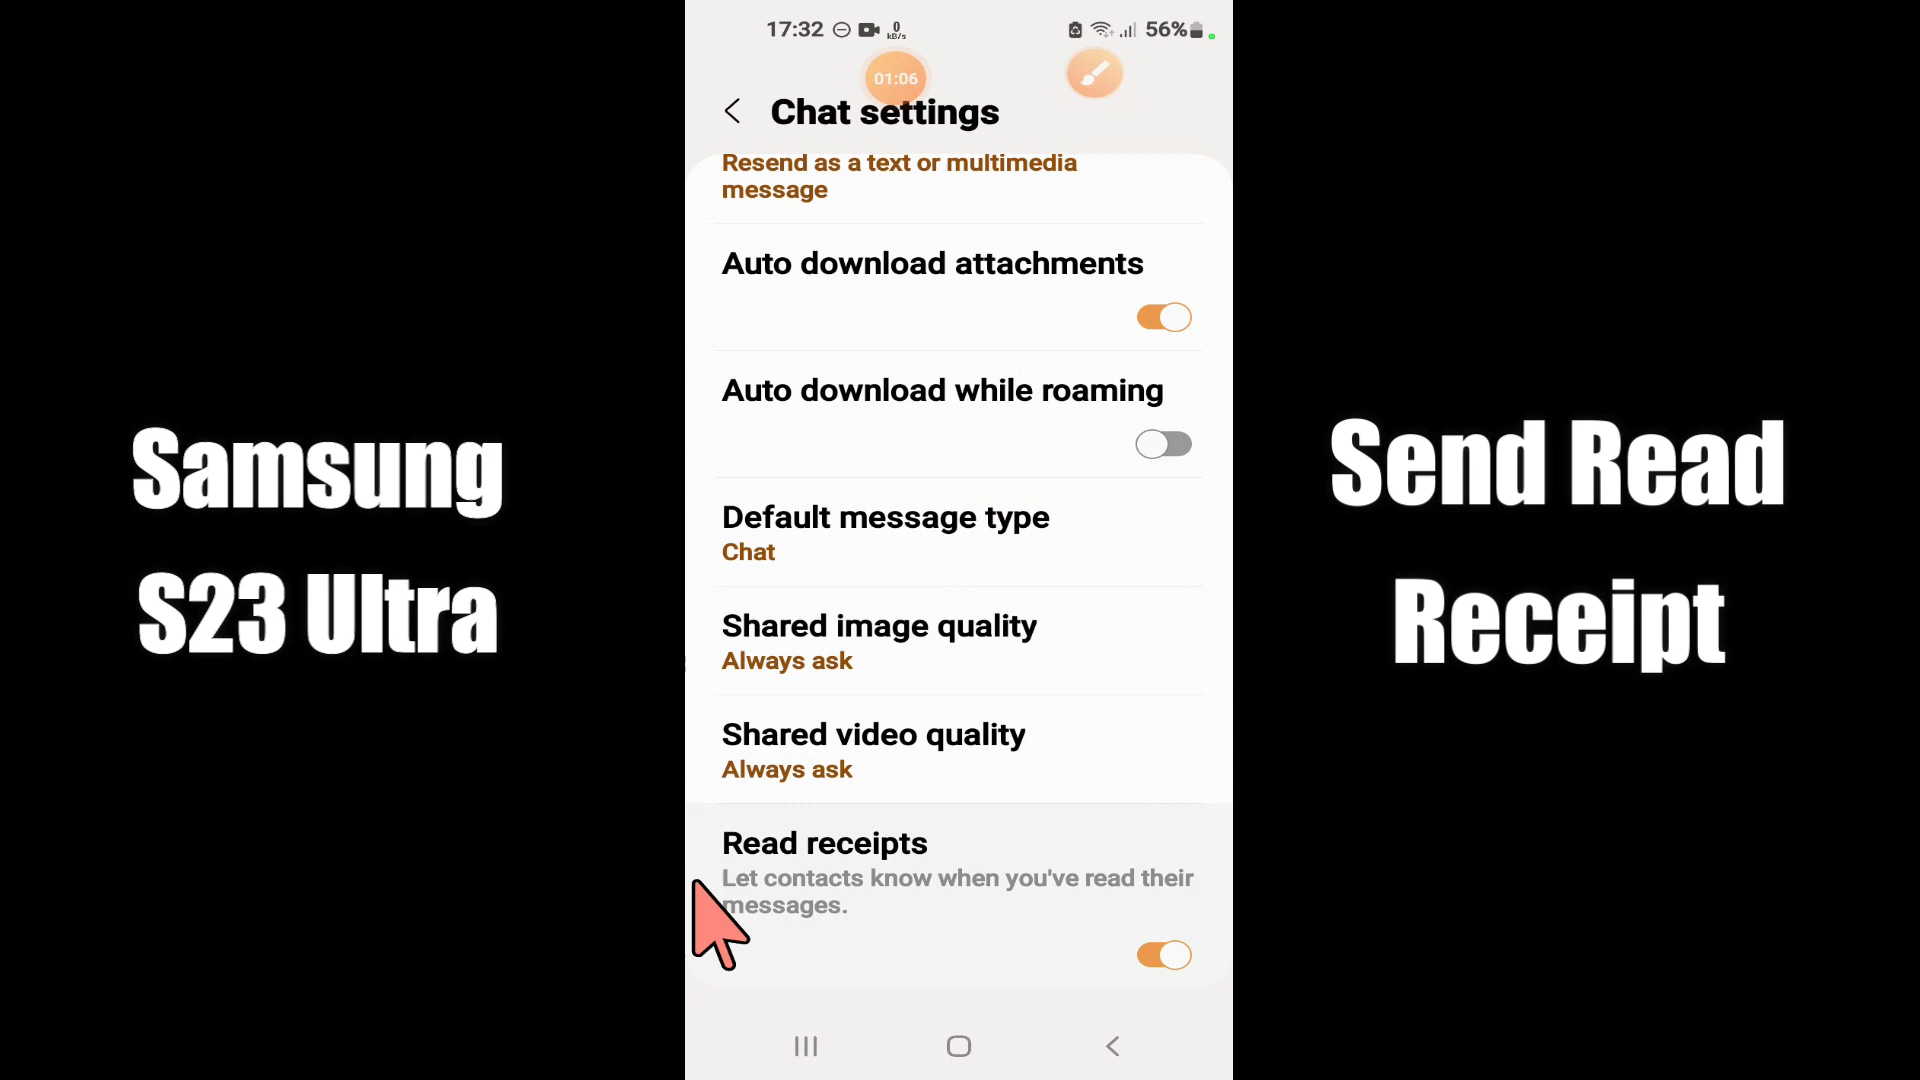 17:32
0
kB/s
56%
01:06
Chat settings
Resend as a text or multimedia
message
Auto download attachments
Auto download while roaming
Default message type
Chat
Shared image quality
Always ask
Shared video quality
Always ask
Read receipts
Let contacts know when you've read their
messages.
Samsung
S23 Ultra
Send Read
Receipt